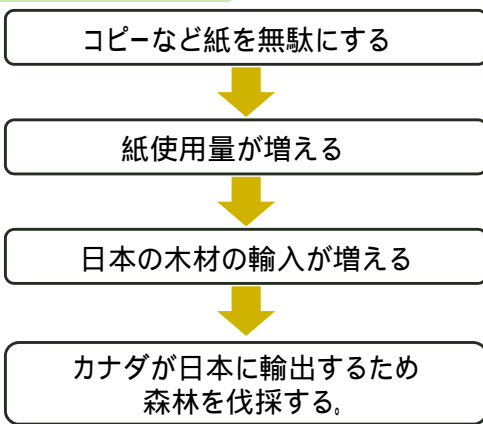 コピーなど紙を無駄にする
紙使用量が増える
日本の木材の輸入が増える
カナダが日本に輸出するため
森林を伐採する。